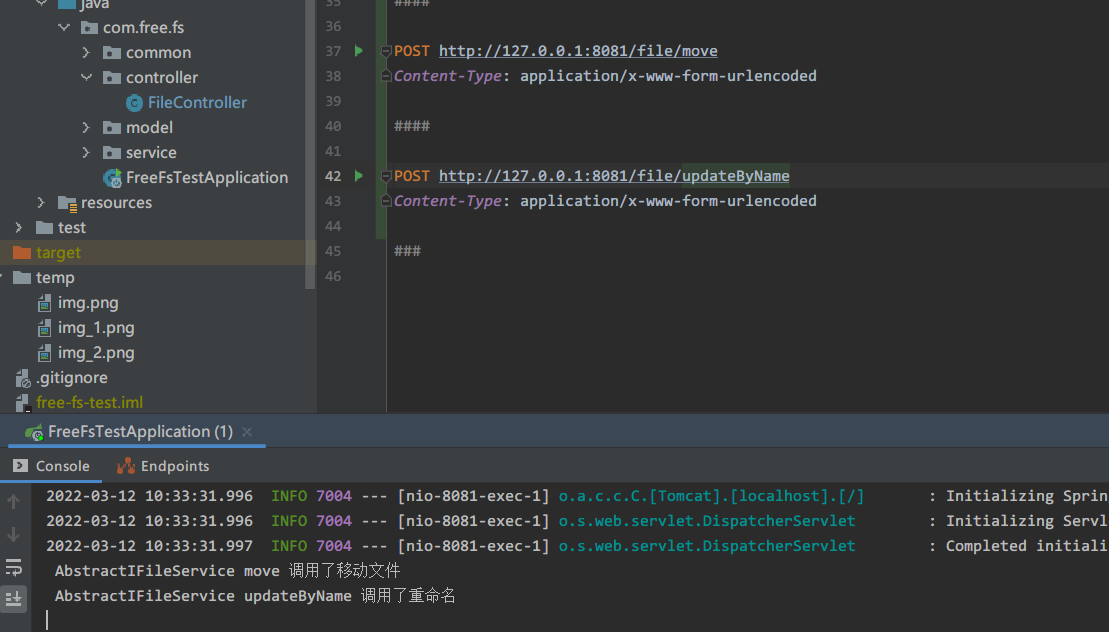 java
com.free.fs
common
controller
FileController
model
service
FreeFsTestApplication
resources
test
target
temp
img.png
img_1.png
img_2.png
.gitignore
free-fs-test.iml
35 ####
36
37 POST http://127.0.0.1:8081/file/move
38 Content-Type: application/x-www-form-urlencoded
39
40 ####
41
42 POST http://127.0.0.1:8081/file/updateByName
43 Content-Type: application/x-www-form-urlencoded
44
45 ###
46
FreeFsTestApplication (1)
Console Endpoints
2022-03-12 10:33:31.996 INFO 7004 --- [nio-8081-exec-1] o.a.c.c.C.[Tomcat].[localhost].[/] : Initializing Sprin
2022-03-12 10:33:31.996 INFO 7004 --- [nio-8081-exec-1] o.s.web.servlet.DispatcherServlet : Initializing Servl
2022-03-12 10:33:31.997 INFO 7004 --- [nio-8081-exec-1] o.s.web.servlet.DispatcherServlet : Completed initiali
AbstractIFileService move 调用了移动文件
AbstractIFileService updateByName 调用了重命名